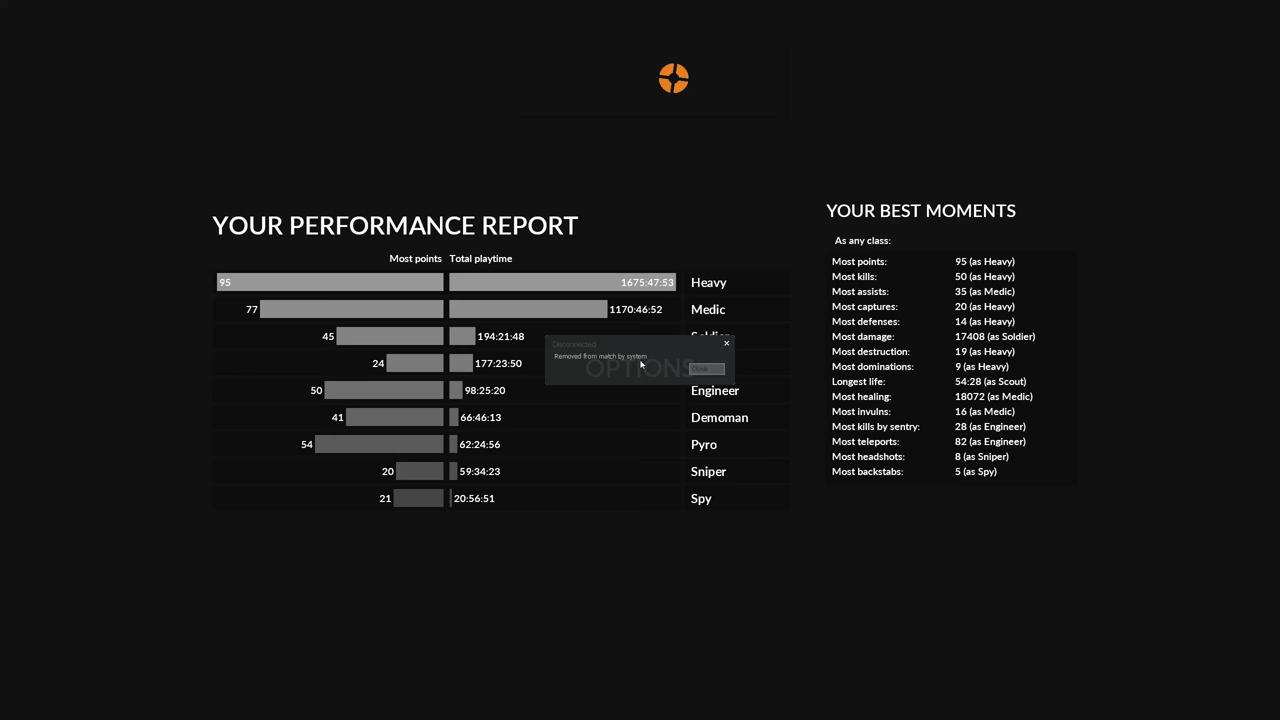 YOUR PERFORMANCE REPORT
Most points Total playtime
95 1675:47:53 Heavy
77 1170:46:52 Medic
45 194:21:48 Soldier
24 177:23:50
50 98:25:20 Engineer
41 66:46:13 Demoman
54 62:24:56 Pyro
20 59:34:23 Sniper
21 20:56:51 Spy
Disconnected
Removed from match by system
OPTIONS
Close
YOUR BEST MOMENTS
As any class:
Most points: 95 (as Heavy)
Most kills: 50 (as Heavy)
Most assists: 35 (as Medic)
Most captures: 20 (as Heavy)
Most defenses: 14 (as Heavy)
Most damage: 17408 (as Soldier)
Most destruction: 19 (as Heavy)
Most dominations: 9 (as Heavy)
Longest life: 54:28 (as Scout)
Most healing: 18072 (as Medic)
Most invulns: 16 (as Medic)
Most kills by sentry: 28 (as Engineer)
Most teleports: 82 (as Engineer)
Most headshots: 8 (as Sniper)
Most backstabs: 5 (as Spy)